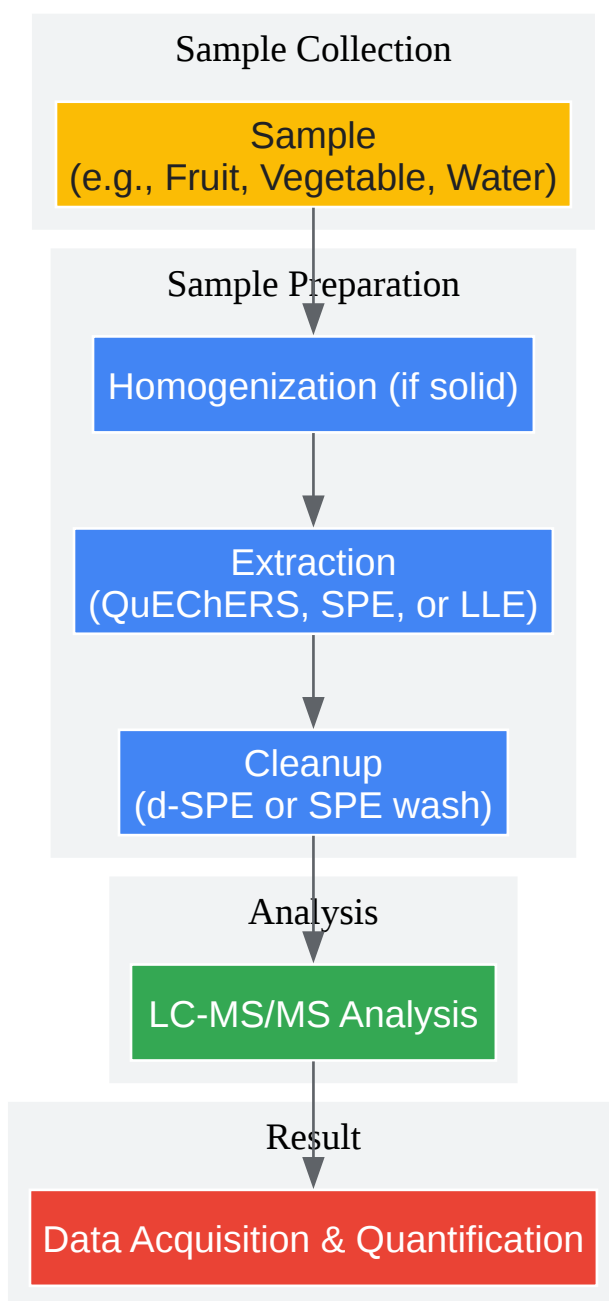 Sample Collection
Sample
(e.g., Fruit, Vegetable, Water)
Sample Preparation
Homogenization (if solid)
Extraction
(QuEChERS, SPE, or LLE)
Cleanup
(d-SPE or SPE wash)
Analysis
LC-MS/MS Analysis
Result
Data Acquisition & Quantification